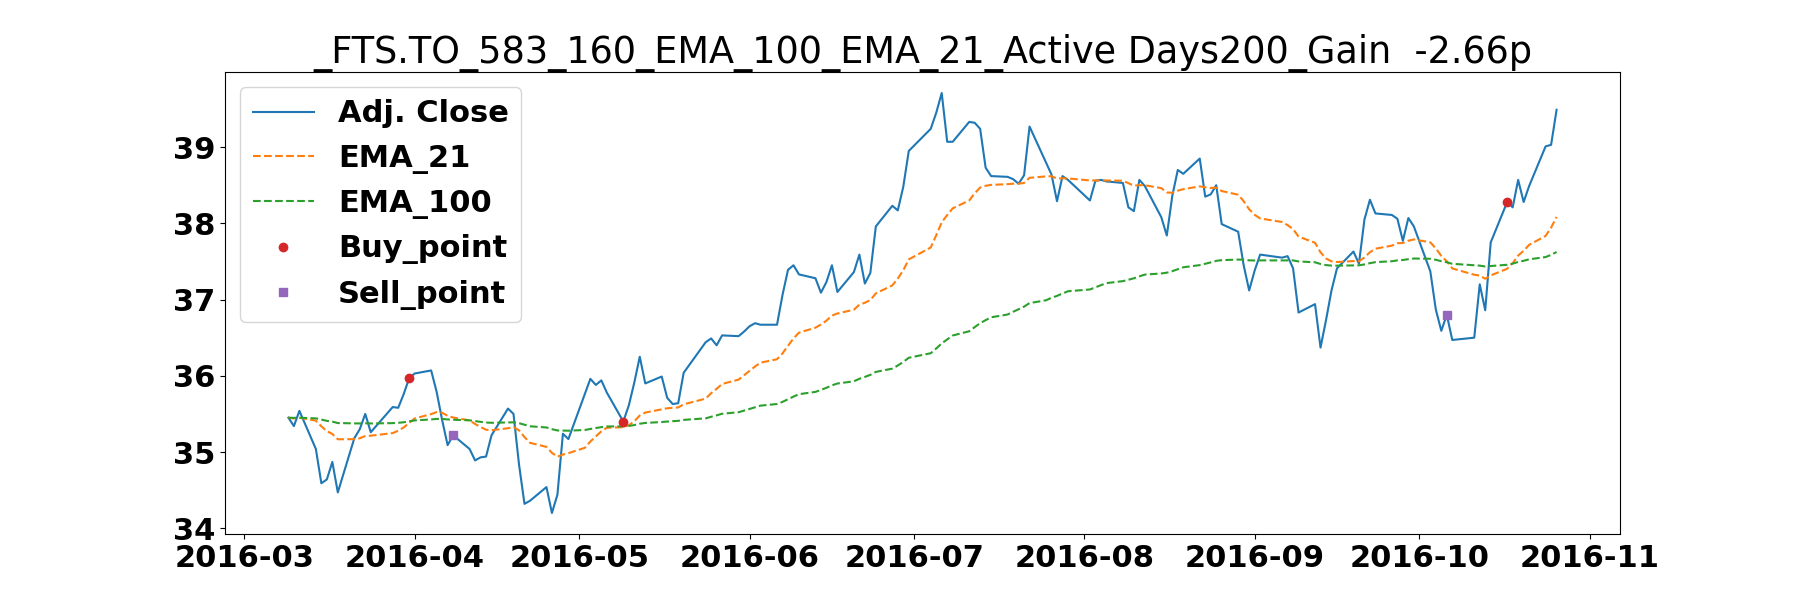 _FTS.TO_583_160_EMA_100_EMA_21_Active Days200_Gain  -2.66p
Adj. Close
EMA_21
EMA_100
Buy_point
Sell_point
39
38
37
36
35
34
2016-03 2016-04 2016-05 2016-06 2016-07 2016-08 2016-09 2016-10 2016-11